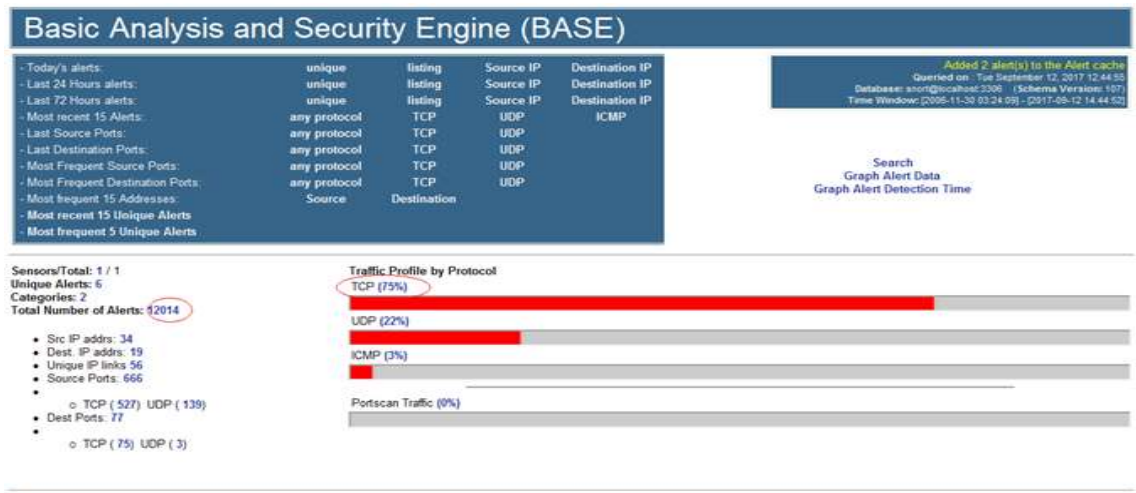 Basic Analysis and Security Engine (BASE)
- Today's alerts: unique listing Source IP Destination IP
- Last 24 Hours alerts: unique listing Source IP Destination IP
- Last 72 Hours alerts: unique listing Source IP Destination IP
- Most recent 15 Alerts: any protocol TCP UDP ICMP
- Last Source Ports: any protocol TCP UDP
- Last Destination Ports: any protocol TCP UDP
- Most Frequent Source Ports: any protocol TCP UDP
- Most Frequent Destination Ports: any protocol TCP UDP
- Most frequent 15 Addresses: Source Destination
- Most recent 15 Unique Alerts
- Most frequent 5 Unique Alerts
Added 2 alert(s) to the Alert cache
Queried on : Tue September 12, 2017 12:44:55
Database: snort@localhost:3306 (Schema Version: 107)
Time Window: [2006-11-30 03:24:09] - [2017-09-12 14:44:52]
Search
Graph Alert Data
Graph Alert Detection Time
Sensors/Total: 1 / 1
Unique Alerts: 6
Categories: 2
Total Number of Alerts: 12014
Src IP addrs: 34
Dest. IP addrs: 19
Unique IP links 56
Source Ports: 666
TCP ( 527) UDP ( 139)
Dest Ports: 77
TCP ( 75) UDP ( 3)
Traffic Profile by Protocol
TCP (75%)
UDP (22%)
ICMP (3%)
Portscan Traffic (0%)